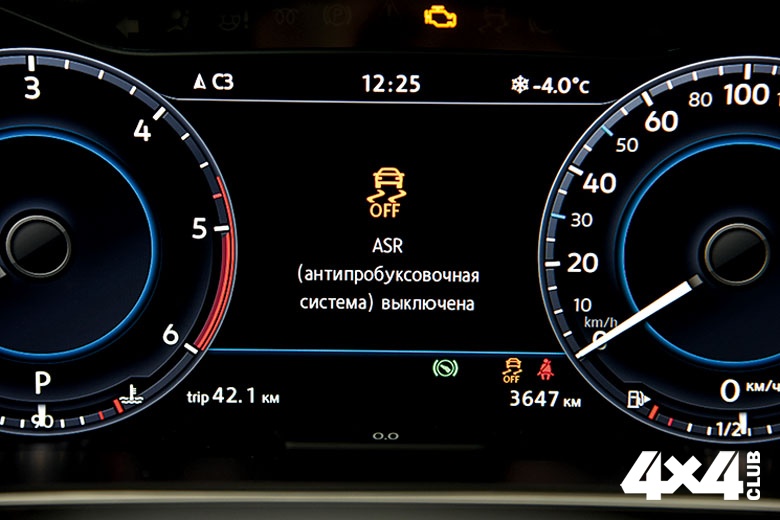 C3
12:25
-4.0°C
3
4
5
6
P
90
OFF
ASR
(антипробуксовочная
система) выключена
100
80
60
50
40
30
20
10
km/h
0
0 км/ч
1/2
OFF
trip 42.1 км
3647 км
0.0
4x4
CLUB